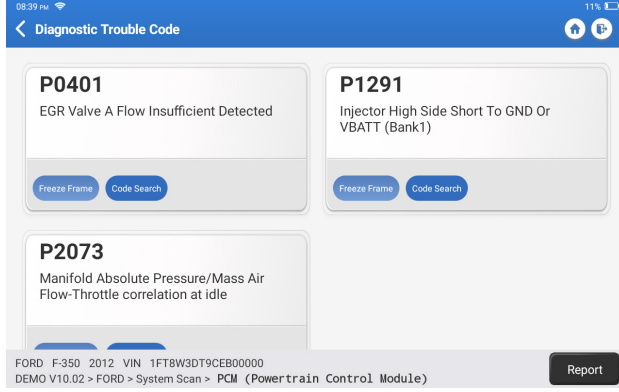 08:39 PM 11%
Diagnostic Trouble Code
P0401
EGR Valve A Flow Insufficient Detected
Freeze Frame Code Search
P1291
Injector High Side Short To GND Or
VBATT (Bank1)
Freeze Frame Code Search
P2073
Manifold Absolute Pressure/Mass Air
Flow-Throttle correlation at idle
FORD F-350 2012 VIN 1FT8W3DT9CEB00000
DEMO V10.02 > FORD > System Scan > PCM (Powertrain Control Module)
Report